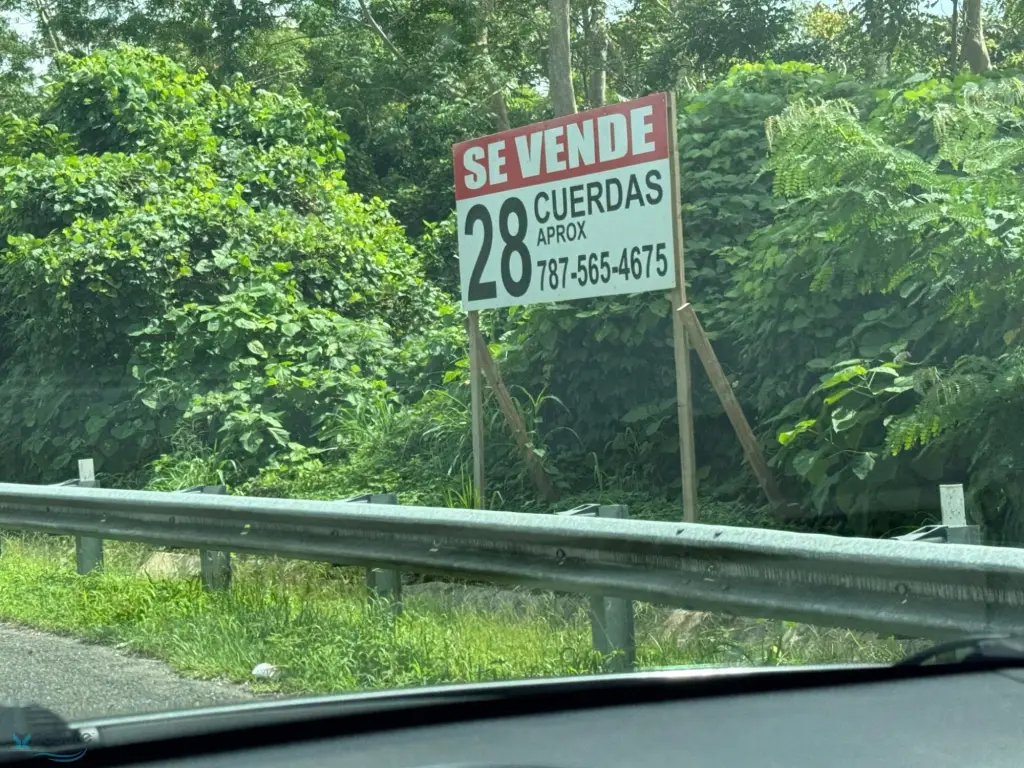 SE VENDE
28 CUERDAS
APROX
787-565-4675